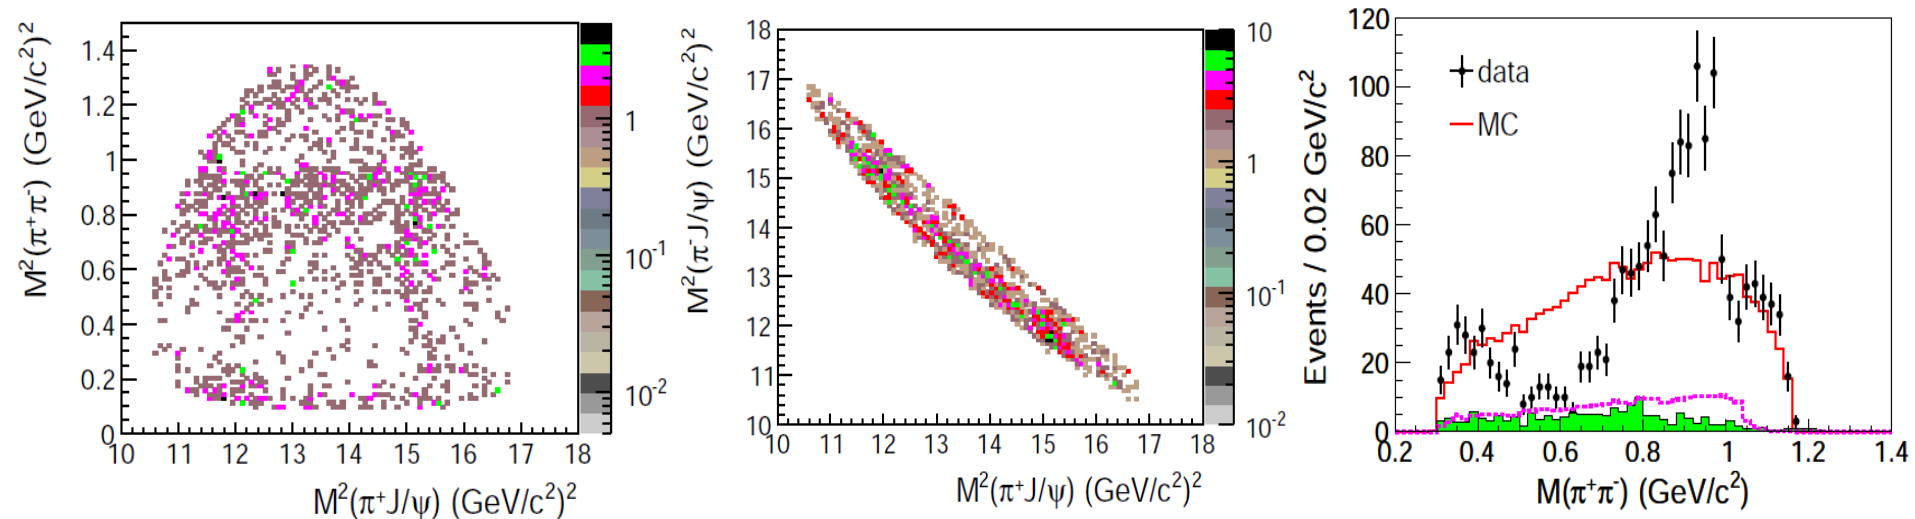 M²(π⁺π⁻) (GeV/c²)²
1.4
1.2
1
0.8
0.6
0.4
0.2
0
10 11 12 13 14 15 16 17 18
M²(π⁺J/ψ) (GeV/c²)²
1
10⁻¹
10⁻²
M²(π⁻J/ψ) (GeV/c²)²
18
17
16
15
14
13
12
11
10
10 11 12 13 14 15 16 17 18
M²(π⁺J/ψ) (GeV/c²)²
10
1
10⁻¹
10⁻²
Events / 0.02 GeV/c²
120
100
80
60
40
20
0
data
MC
0.2 0.4 0.6 0.8 1 1.2 1.4
M(π⁺π⁻) (GeV/c²)